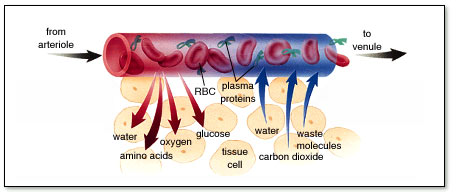 from
arteriole
to
venule
RBC
plasma
proteins
water
amino acids
oxygen
glucose
tissue
cell
water
carbon dioxide
waste
molecules